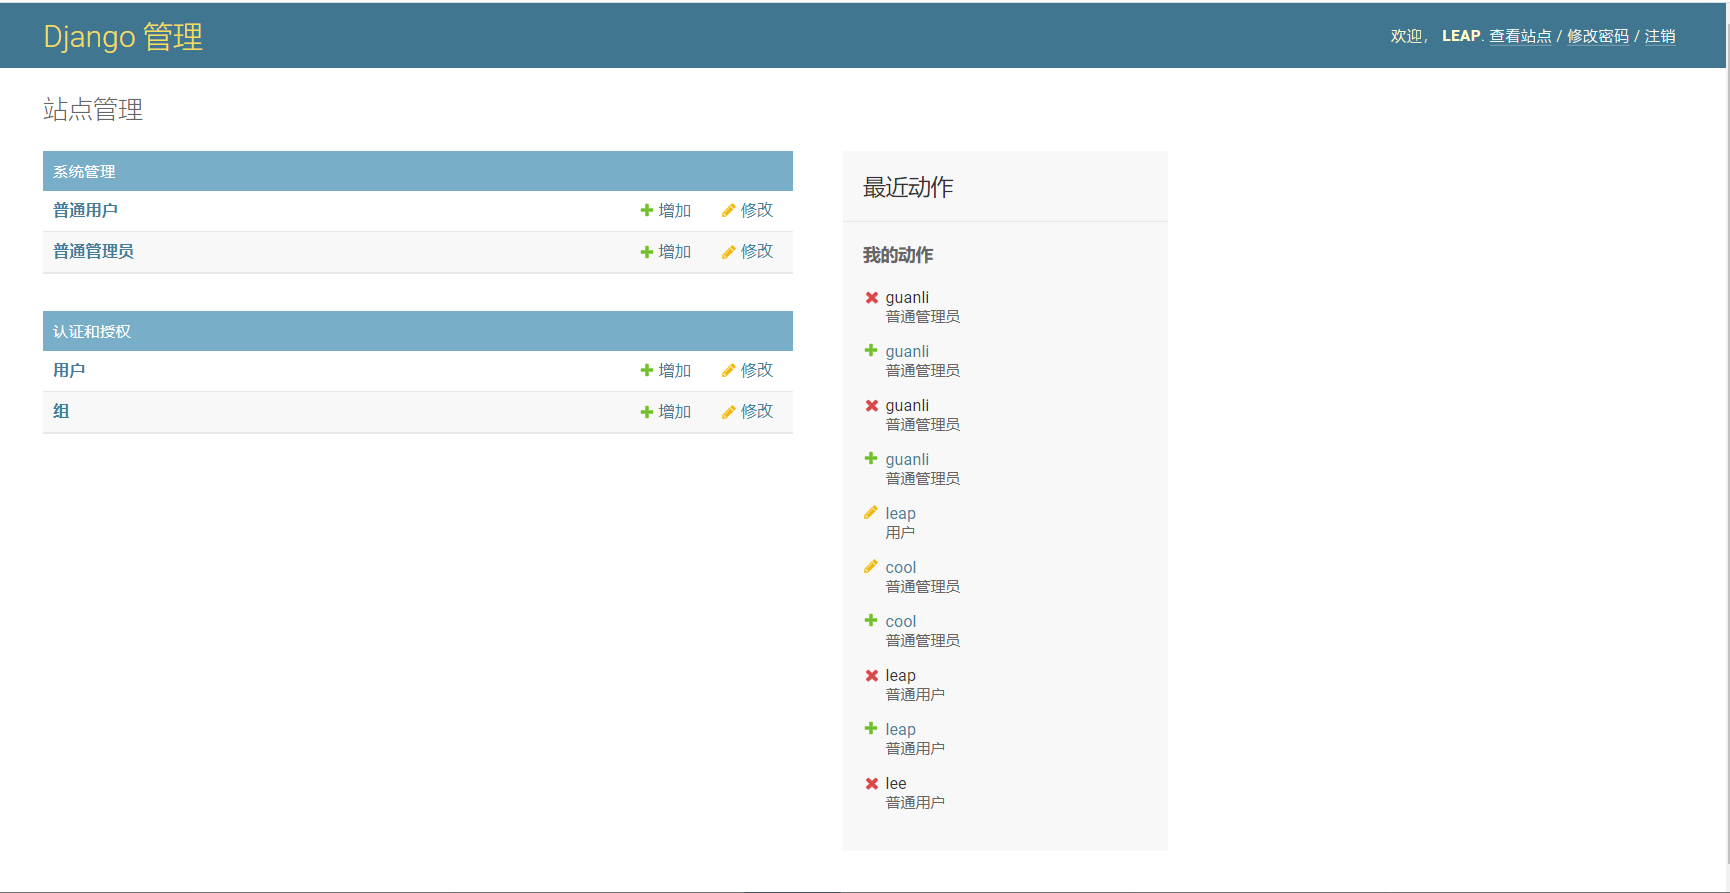 Django 管理
欢迎， LEAP. 查看站点 / 修改密码 / 注销
站点管理
系统管理
普通用户 增加 修改
普通管理员 增加 修改
认证和授权
用户 增加 修改
组 增加 修改
最近动作
我的动作
guanli
普通管理员
guanli
普通管理员
guanli
普通管理员
guanli
普通管理员
leap
用户
cool
普通管理员
cool
普通管理员
leap
普通用户
leap
普通用户
lee
普通用户